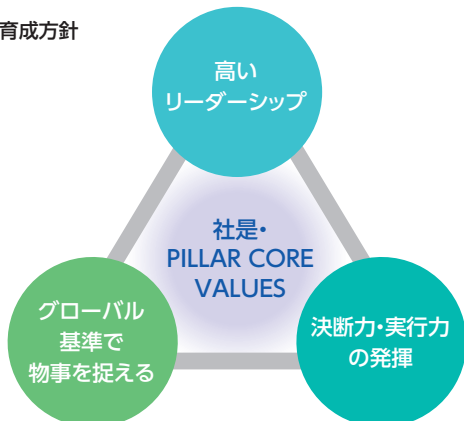 育成方針
高い
リーダーシップ
社是・
PILLAR CORE
VALUES
グローバル
基準で
物事を捉える
決断力・実行力
の発揮